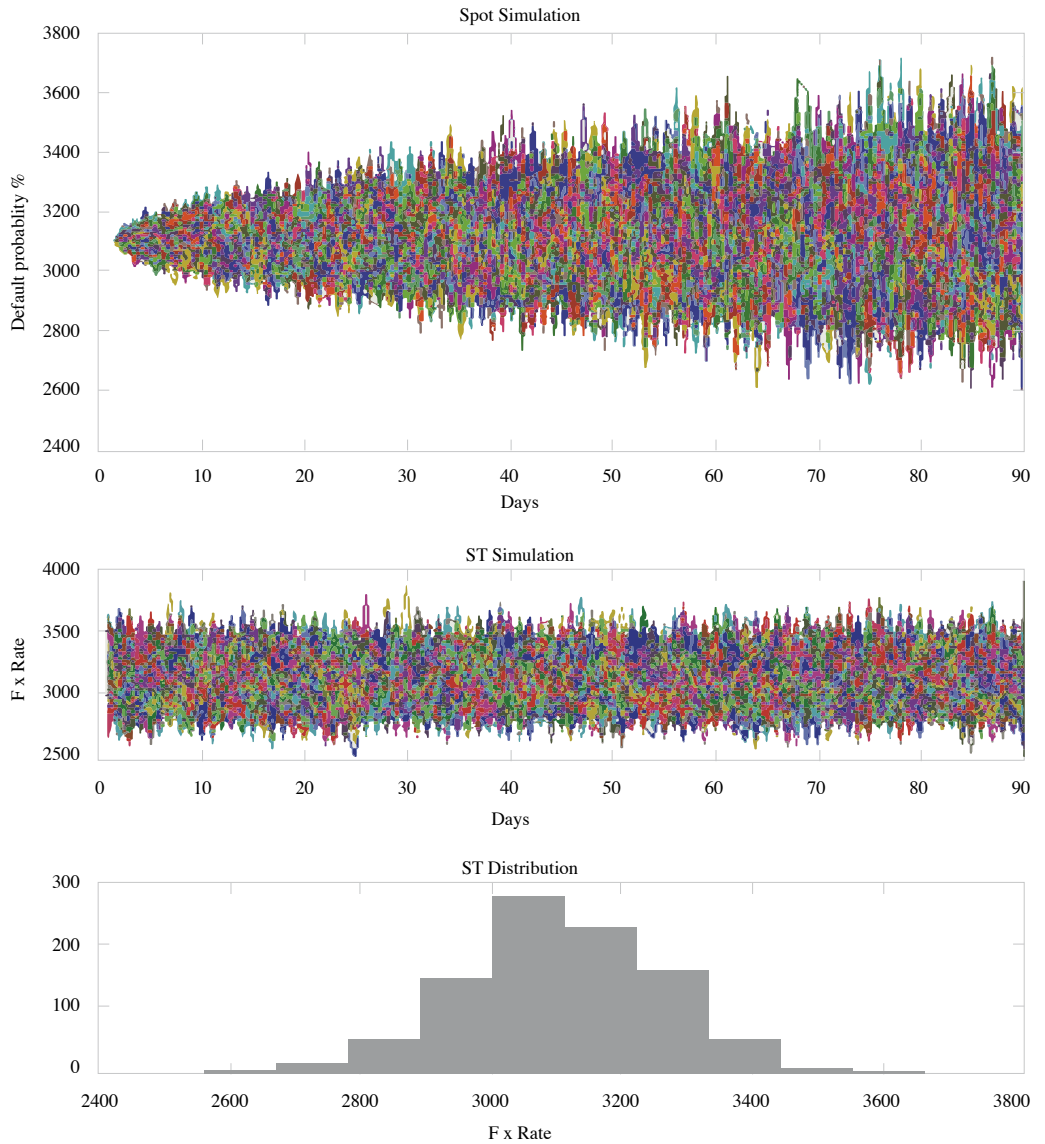 Spot Simulation
3800
3600
3400
3200
3000
2800
2600
2400
Default probablity %
0 10 20 30 40 50 60 70 80 90
Days
ST Simulation
4000
3500
3000
2500
F x Rate
0 10 20 30 40 50 60 70 80 90
Days
ST Distribution
300
200
100
0
2400 2600 2800 3000 3200 3400 3600 3800
F x Rate